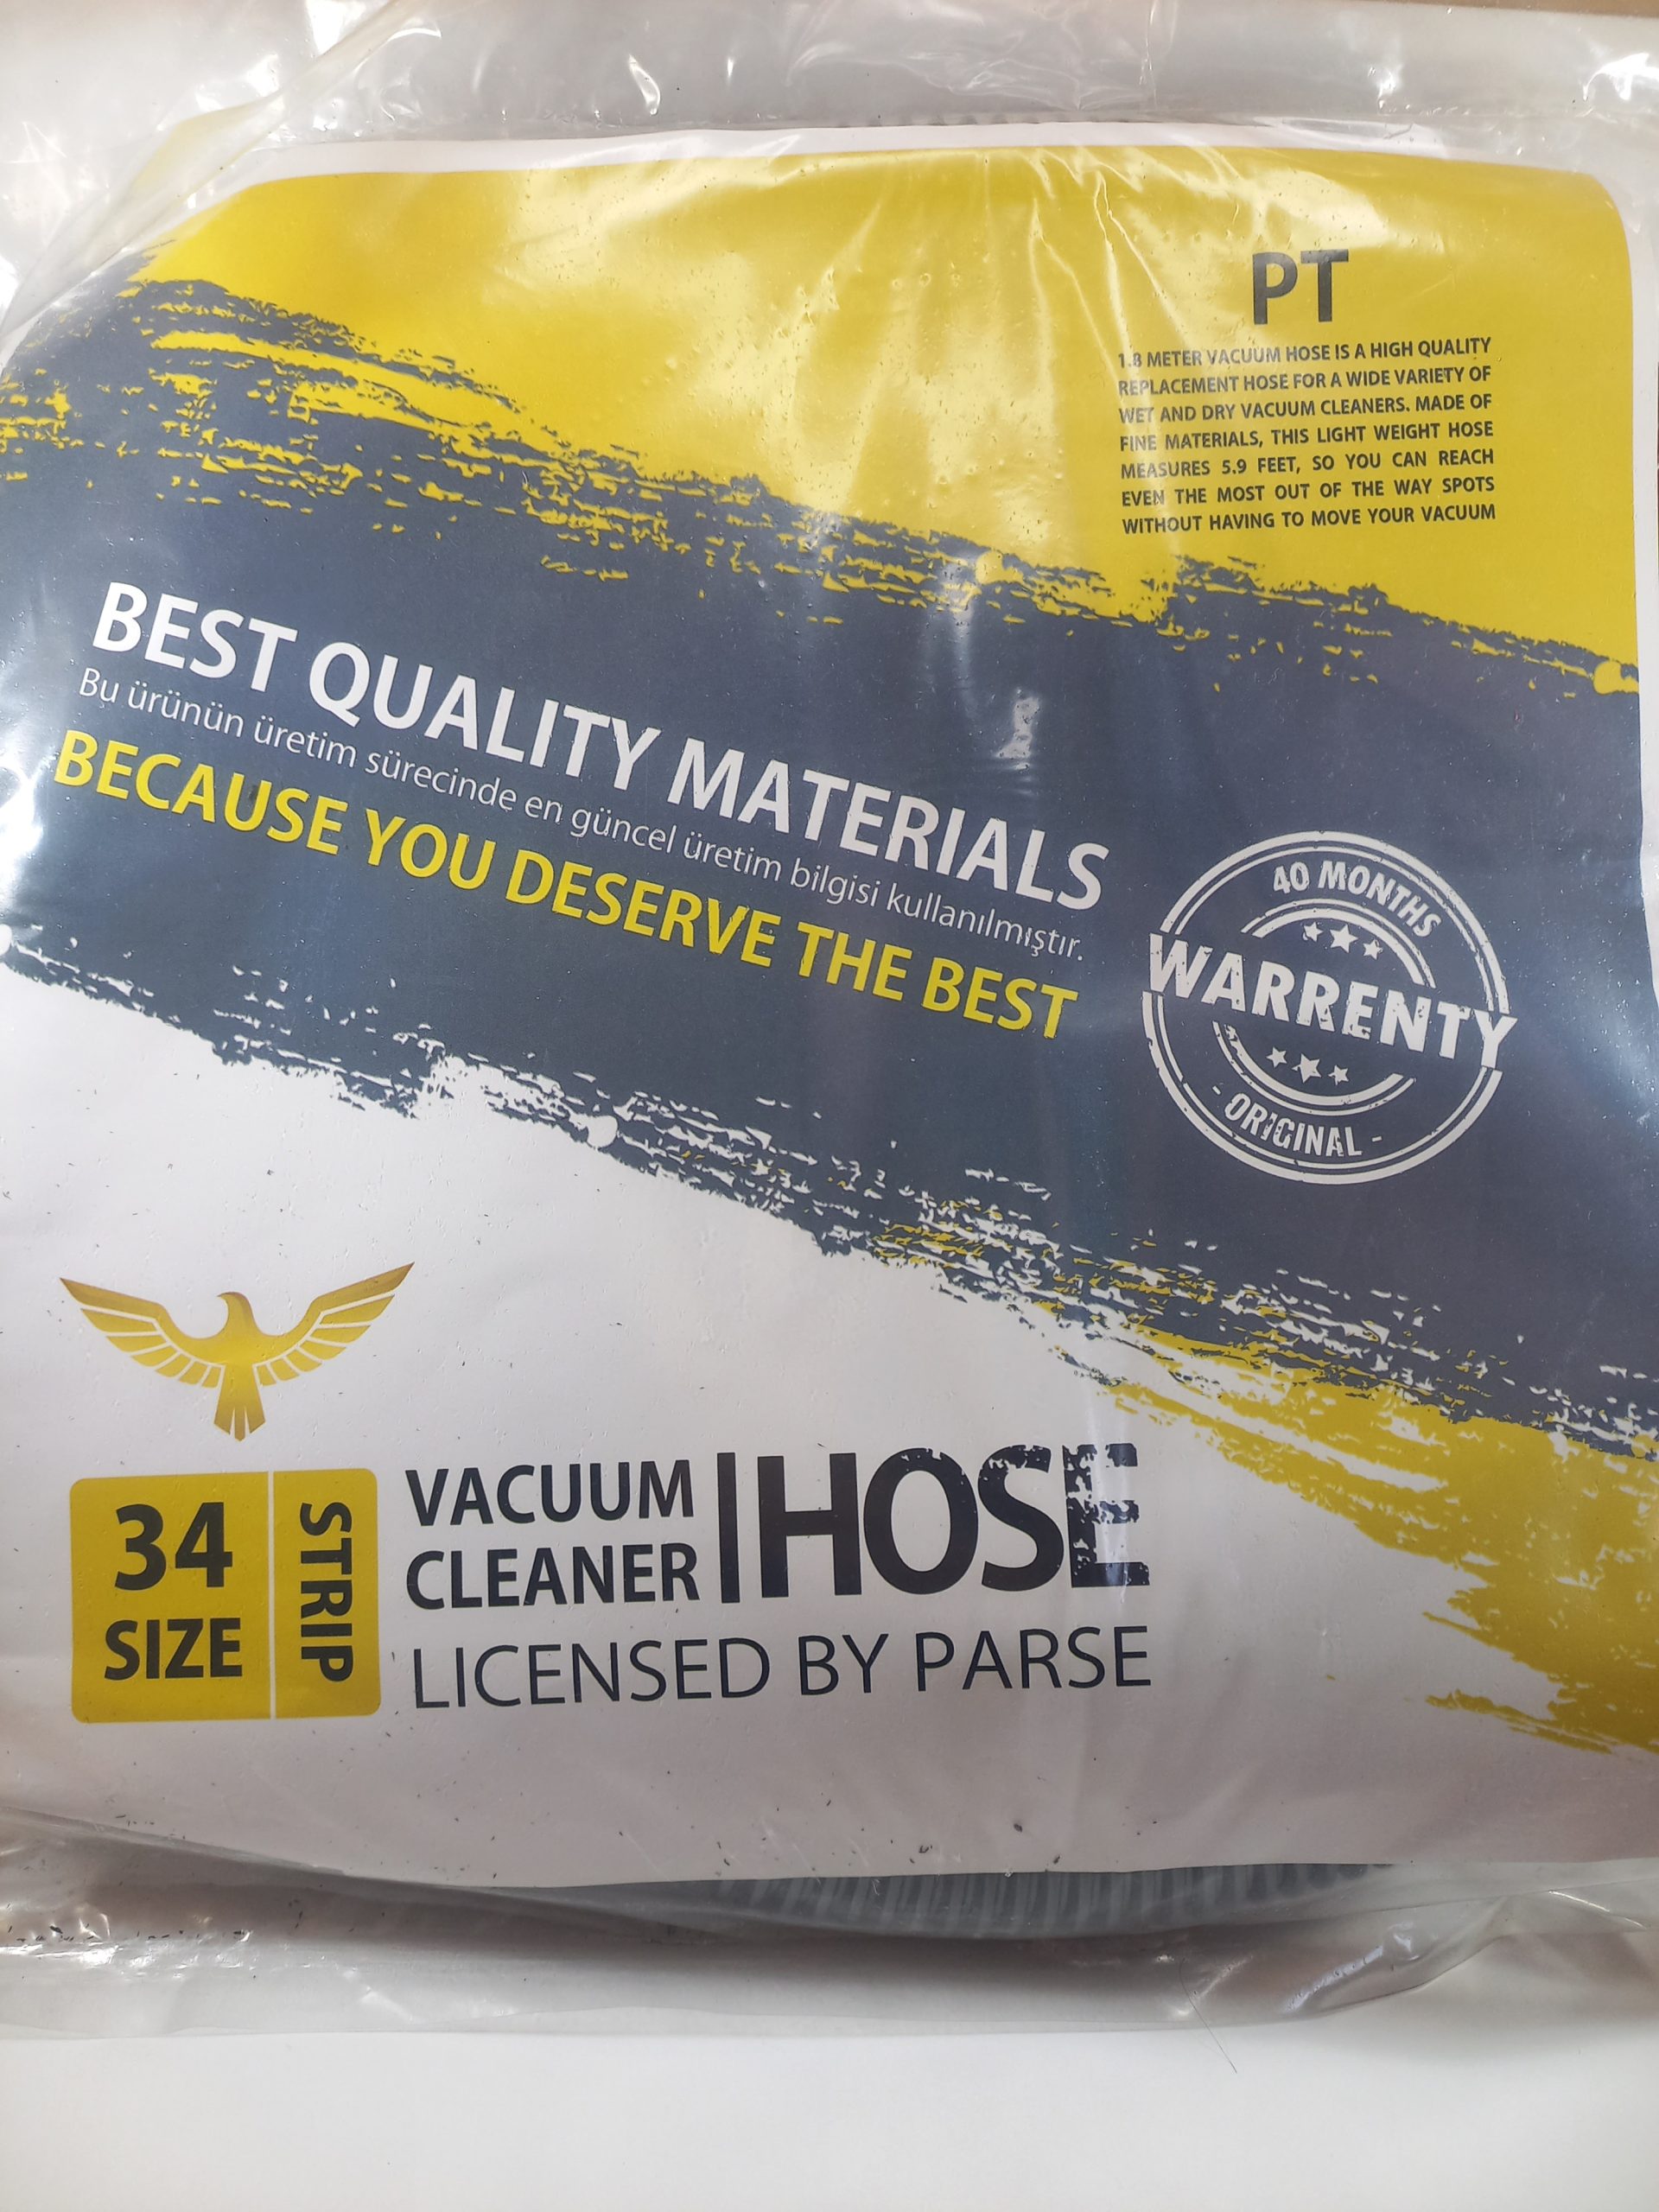 PT
1.8 METER VACUUM HOSE IS A HIGH QUALITY
REPLACEMENT HOSE FOR A WIDE VARIETY OF
WET AND DRY VACUUM CLEANERS. MADE OF
FINE MATERIALS, THIS LIGHT WEIGHT HOSE
MEASURES 5.9 FEET, SO YOU CAN REACH
EVEN THE MOST OUT OF THE WAY SPOTS
WITHOUT HAVING TO MOVE YOUR VACUUM
BEST QUALITY MATERIALS
Bu ürünün üretim sürecinde en güncel üretim bilgisi kullanılmıştır.
BECAUSE YOU DESERVE THE BEST
40 MONTHS
WARRENTY
- ORIGINAL -
34
SIZE
STRIP
VACUUM
CLEANER
HOSE
LICENSED BY PARSE